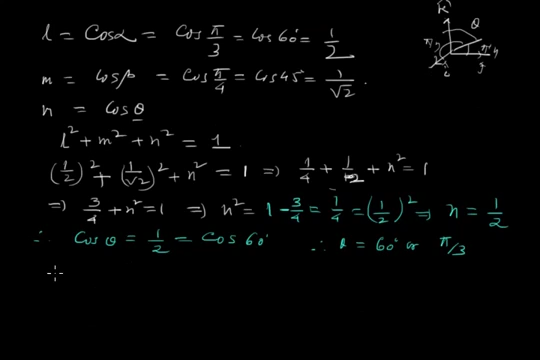 l = Cosα = Cos π/3 = Cos 60° = 1/2
m = Cosβ = Cos π/4 = Cos 45° = 1/√2 .
n = Cosθ
l² + m² + n² = 1
(1/2)² + (1/√2)² + n² = 1 ⇒ 1/4 + 1/2 + n² = 1
⇒ 3/4 + n² = 1 ⇒ n² = 1 - 3/4 = 1/4 = (1/2)² ⇒ n = 1/2
∴ Cosθ = 1/2 = Cos 60° ∴ θ = 60° or π/3
k̂ θ
î ĵ